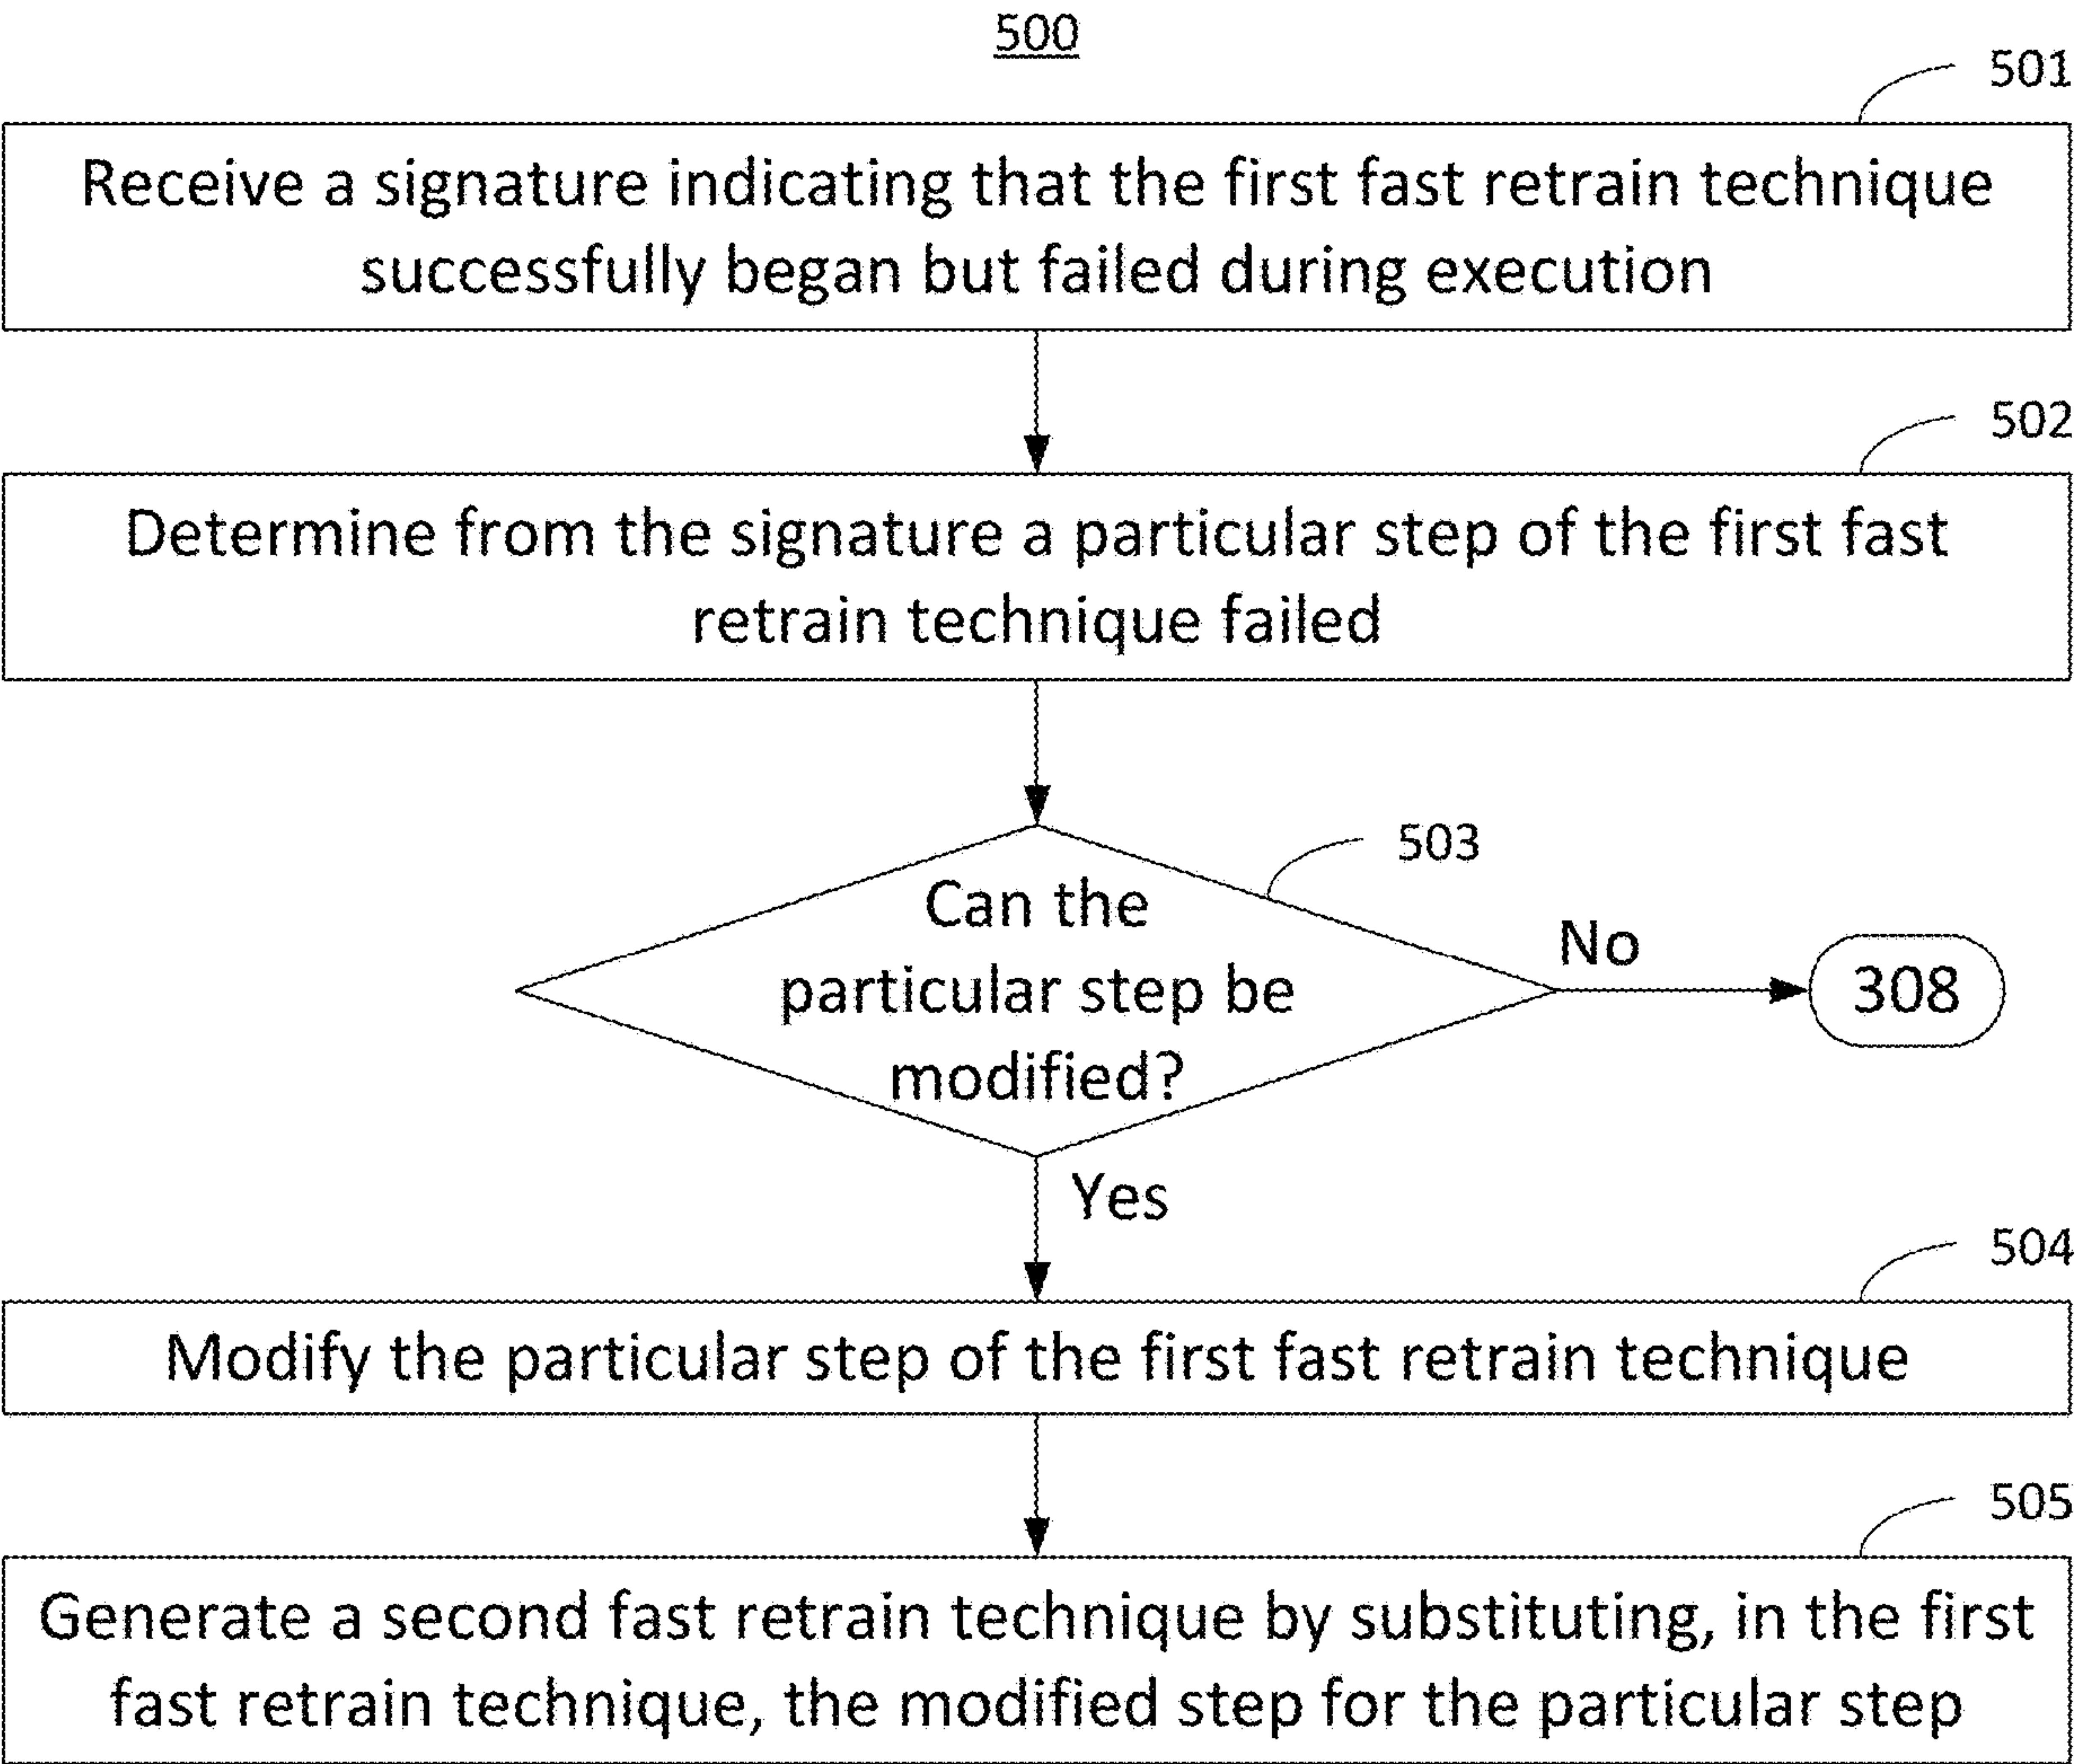 500
501
Receive a signature indicating that the first fast retrain technique
successfully began but failed during execution
502
Determine from the signature a particular step of the first fast
retrain technique failed
503
Can the
particular step be
modified?
No
308
Yes
504
Modify the particular step of the first fast retrain technique
505
Generate a second fast retrain technique by substituting, in the first
fast retrain technique, the modified step for the particular step